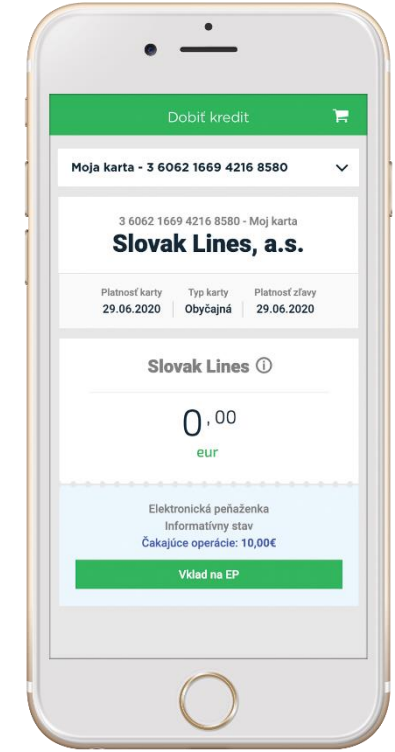 Dobiť kredit
Moja karta - 3 6062 1669 4216 8580
3 6062 1669 4216 8580 - Moj karta
Slovak Lines, a.s.
Platnosť karty Typ karty Platnosť zľavy
29.06.2020 Obyčajná 29.06.2020
Slovak Lines
0,00
eur
Elektronická peňaženka
Informatívny stav
Čakajúce operácie: 10,00€
Vklad na EP